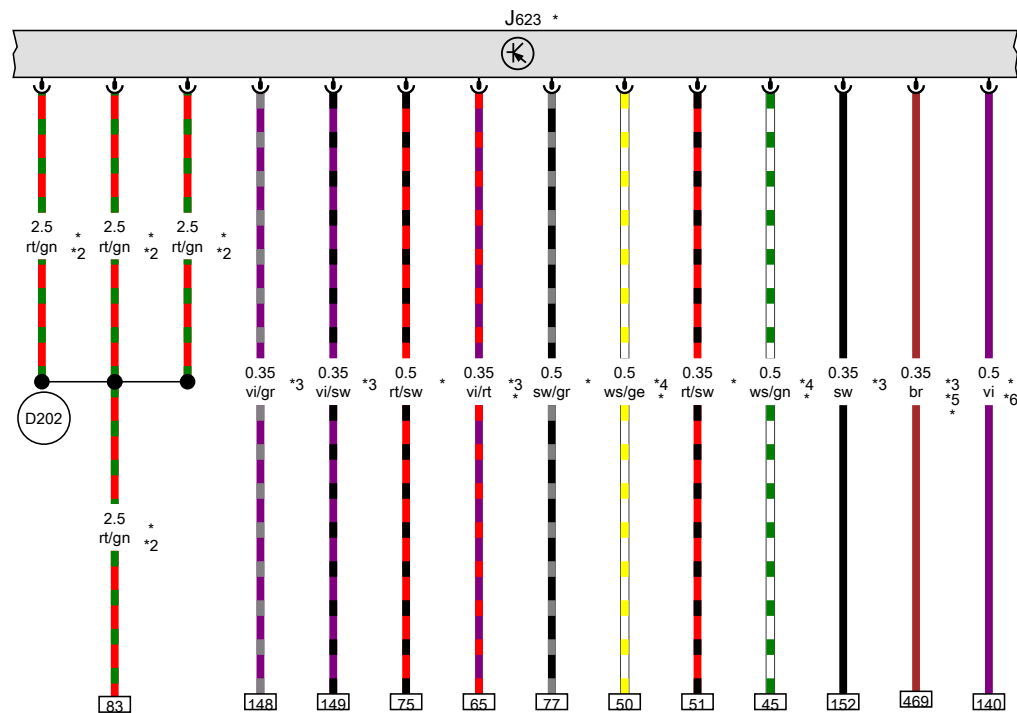 J623 *
2.5 2.5 2.5
rt/gn * *2 rt/gn * *2 rt/gn * *2
0.35 0.35 0.5 0.35 0.5 0.5 0.35 0.5 0.35 0.35 0.5
vi/gr *3 vi/sw *3 rt/sw * vi/rt *3 * sw/gr * ws/ge *4 * rt/sw * ws/gn *4 * sw *3 br *3 *5 * vi * *6
D202
2.5
rt/gn * *2
83 148 149 75 65 77 50 51 45 152 469 140